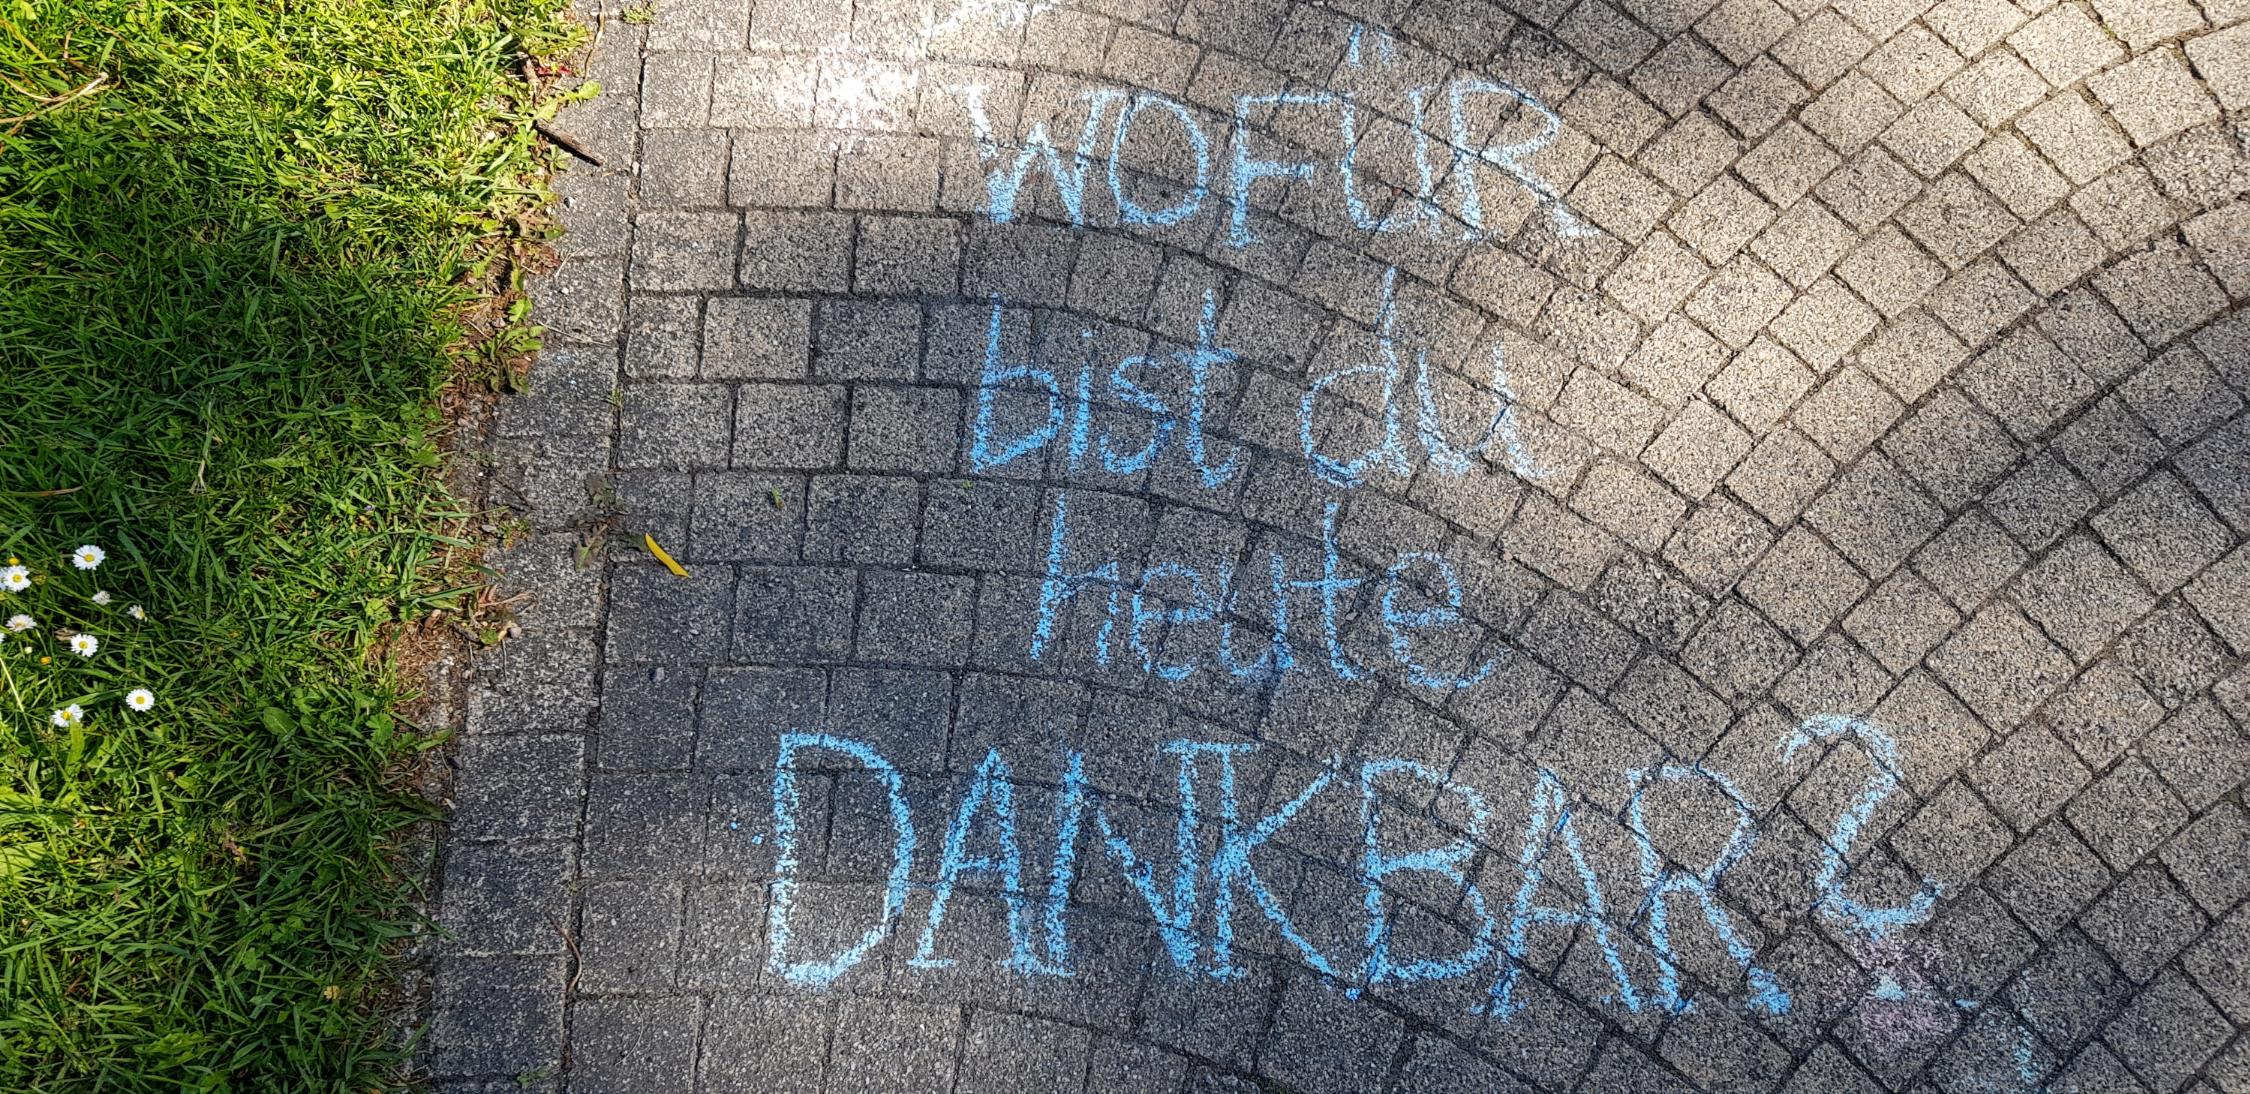 WOFÜR
bist du
heute
DANKBAR?